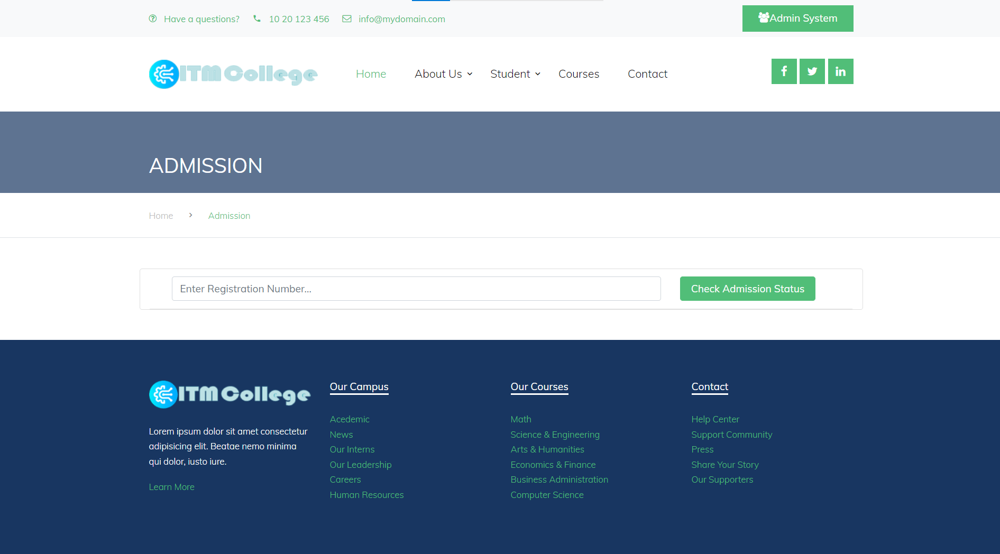 Have a questions?
10 20 123 456
info@mydomain.com
Admin System
ITM College
Home
About Us
Student
Courses
Contact
ADMISSION
Home
Admission
Enter Registration Number...
Check Admission Status
ITM College
Lorem ipsum dolor sit amet consectetur
adipisicing elit. Beatae nemo minima
qui dolor, iusto iure.
Learn More
Our Campus
Acedemic
News
Our Interns
Our Leadership
Careers
Human Resources
Our Courses
Math
Science & Engineering
Arts & Humanities
Economics & Finance
Business Administration
Computer Science
Contact
Help Center
Support Community
Press
Share Your Story
Our Supporters